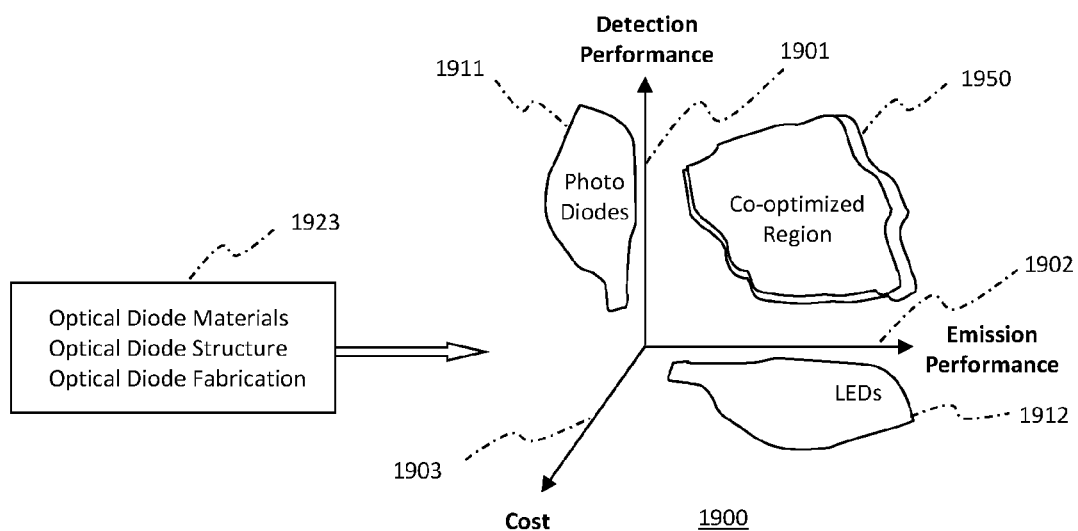 Detection
Performance
1901
1911
1950
Photo
Diodes
Co-optimized
Region
1923
1902
Optical Diode Materials
Optical Diode Structure
Optical Diode Fabrication
Emission
Performance
LEDs
1912
1903
Cost
1900